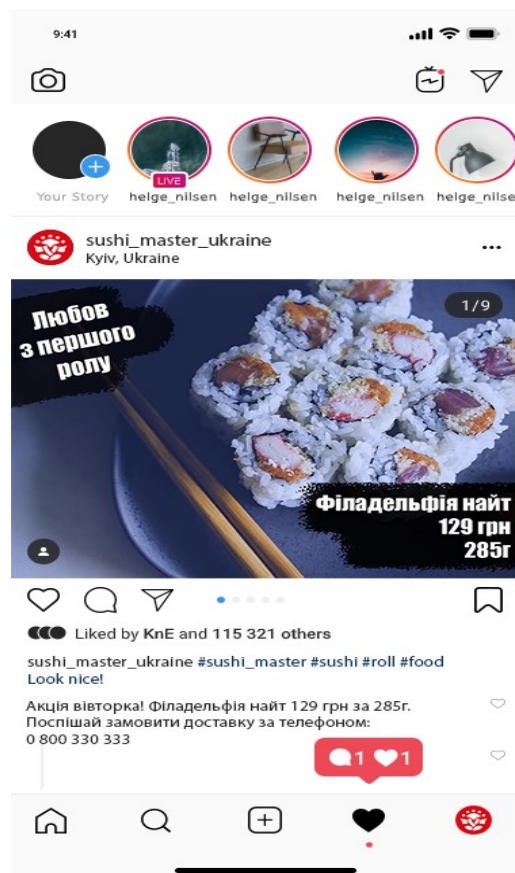 9:41
LIVE
Your Story
helge_nilsen
helge_nilsen
helge_nilsen
helge_nilse
sushi_master_ukraine
Kyiv, Ukraine
1/9
Любов
з першого
ролу
Філадельфія найт
129 грн
285г
Liked by KnE and 115 321 others
sushi_master_ukraine #sushi_master #sushi #roll #food
Look nice!
Акція вівторка! Філадельфія найт 129 грн за 285г.
Поспішай замовити доставку за телефоном:
0 800 330 333
1 1